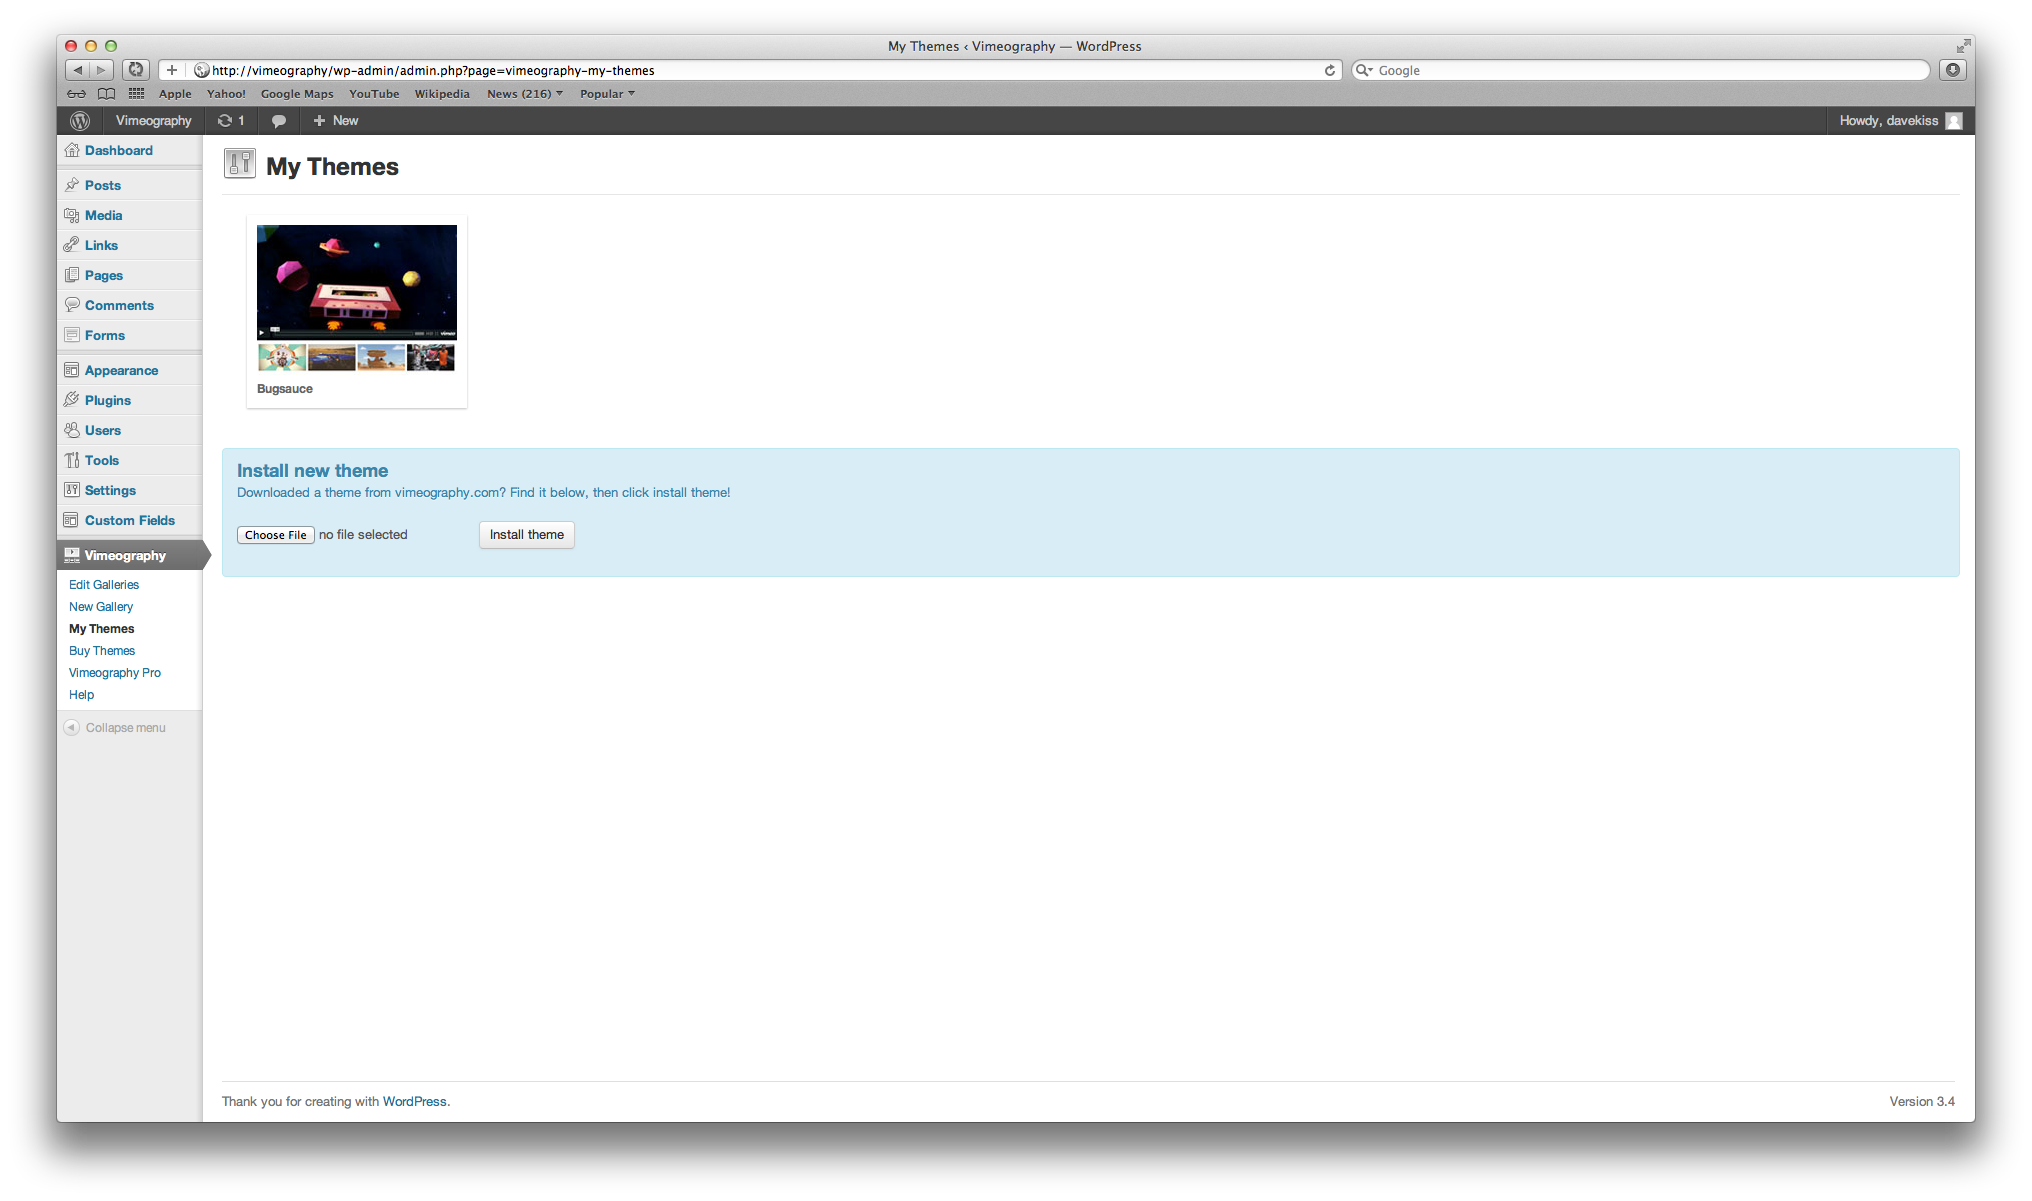 My Themes ‹ Vimeography — WordPress
http://vimeography/wp-admin/admin.php?page=vimeography-my-themes
Google
Apple Yahoo! Google Maps YouTube Wikipedia News (216) Popular
Vimeography 1 New Howdy, davekiss
Dashboard
Posts
Media
Links
Pages
Comments
Forms
Appearance
Plugins
Users
Tools
Settings
Custom Fields
Vimeography
Edit Galleries
New Gallery
My Themes
Buy Themes
Vimeography Pro
Help
Collapse menu
My Themes
Bugsauce
Install new theme
Downloaded a theme from vimeography.com? Find it below, then click install theme!
Choose File no file selected Install theme
Thank you for creating with WordPress.
Version 3.4